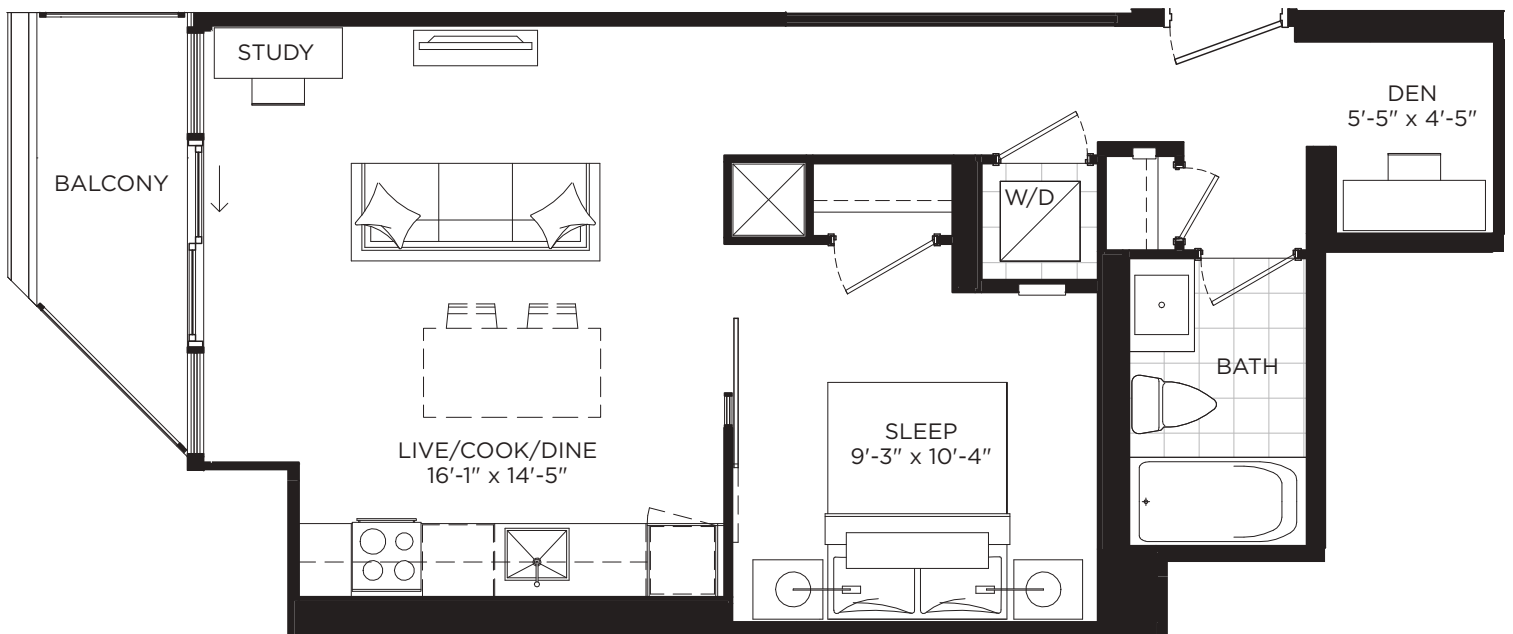 STUDY
DEN
5'-5" x 4'-5"
BALCONY
W/D
BATH
SLEEP
9'-3" x 10'-4"
LIVE/COOK/DINE
16'-1" x 14'-5"